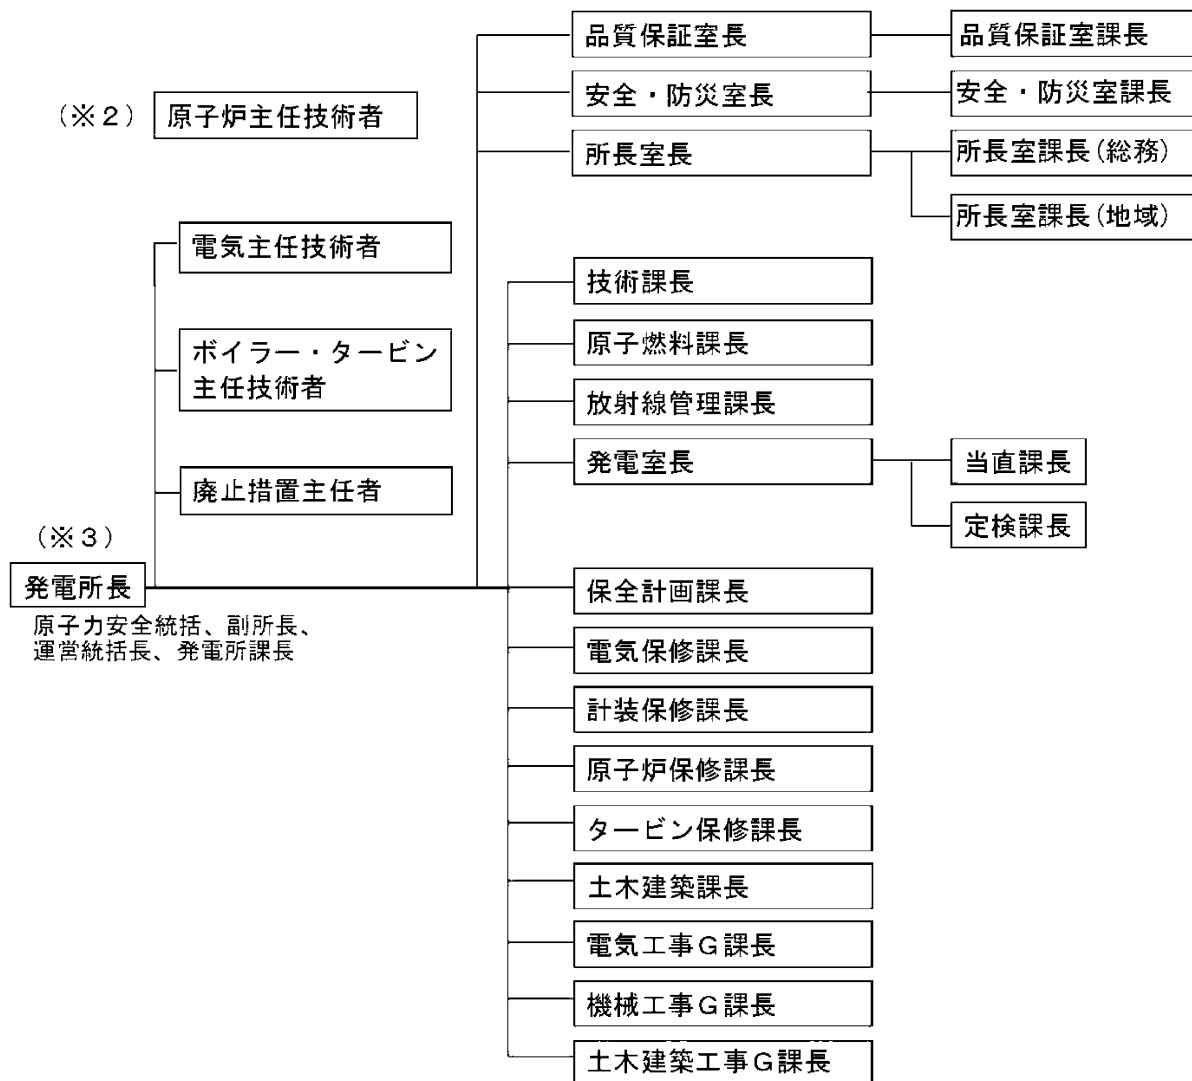 品質保証室長
品質保証室課長
安全・防災室長
安全・防災室課長
(※２)
原子炉主任技術者
所長室長
所長室課長(総務)
所長室課長(地域)
電気主任技術者
技術課長
ボイラー・タービン
主任技術者
原子燃料課長
放射線管理課長
発電室長
当直課長
廃止措置主任者
定検課長
(※３)
発電所長
原子力安全統括、副所長、
運営統括長、発電所課長
保全計画課長
電気保修課長
計装保修課長
原子炉保修課長
タービン保修課長
土木建築課長
電気工事Ｇ課長
機械工事Ｇ課長
土木建築工事Ｇ課長